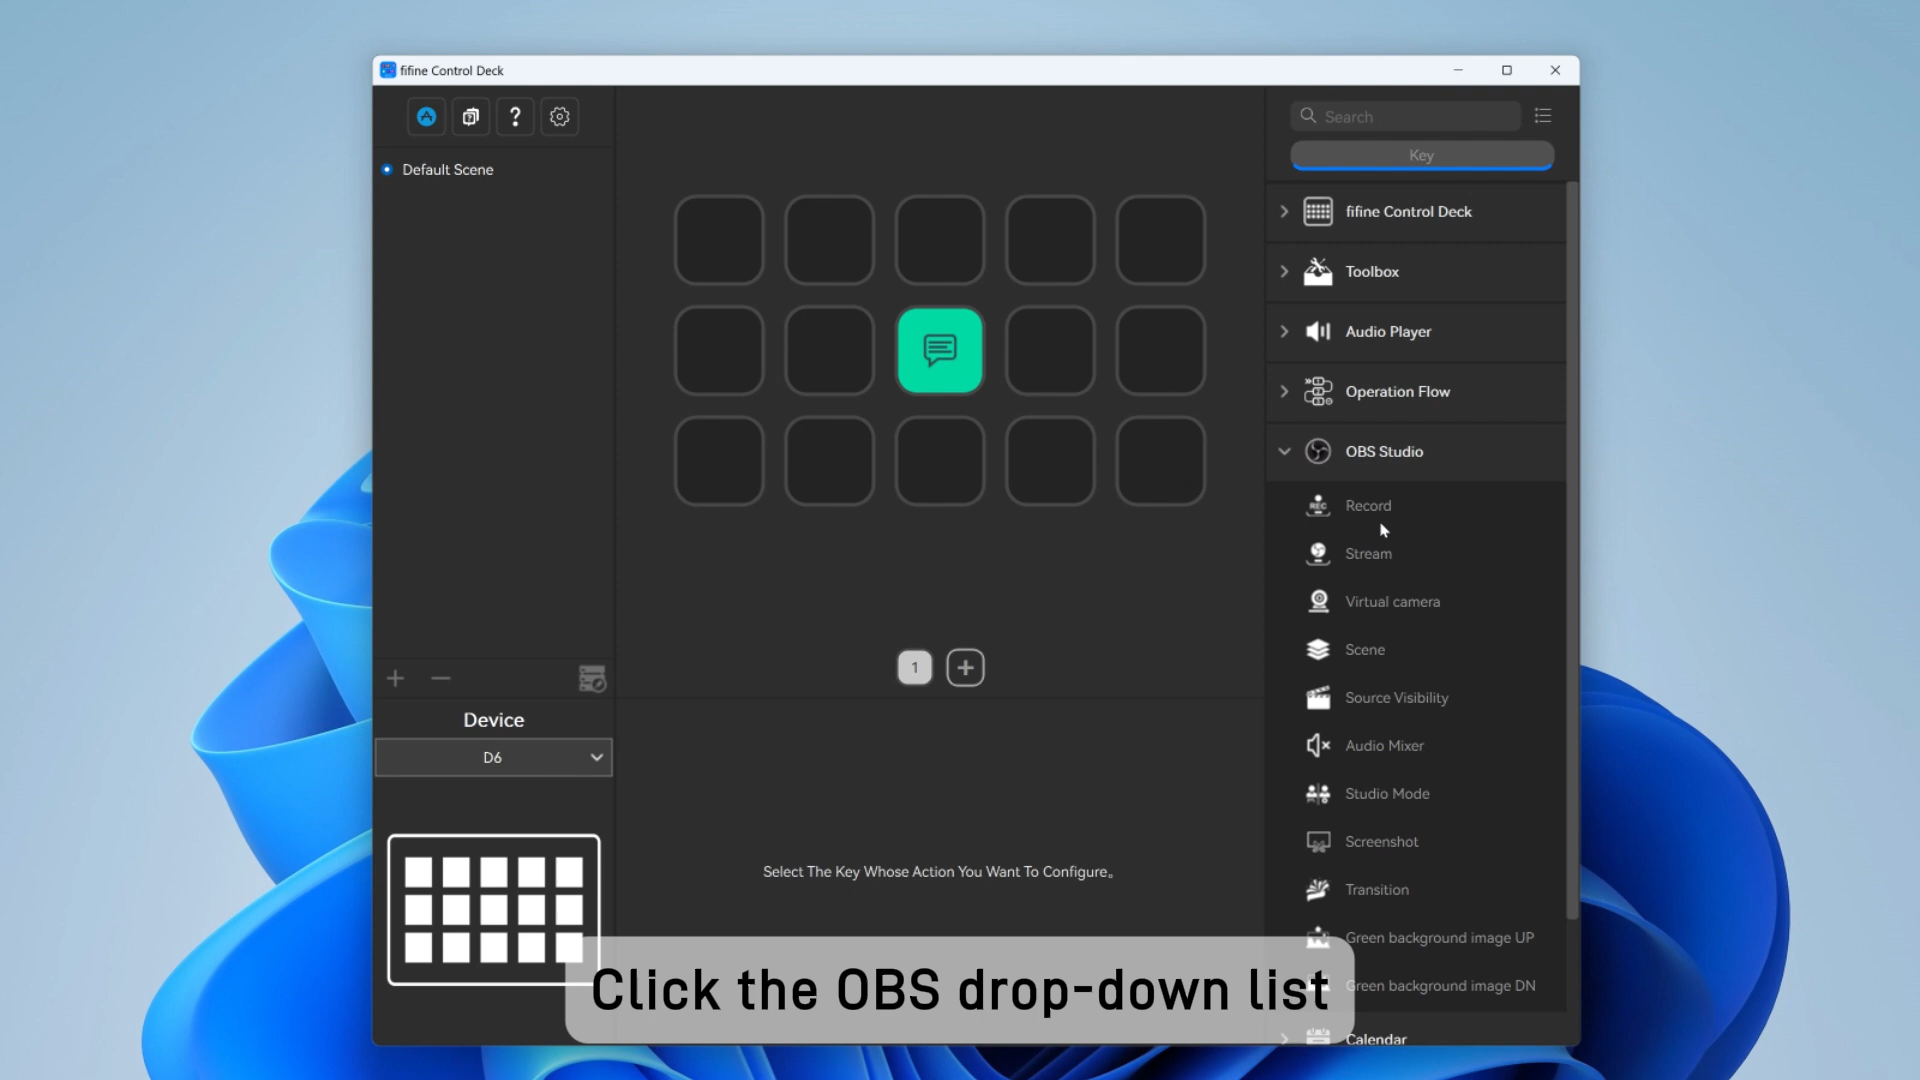 fifine Control Deck
Search
Key
Default Scene
fifine Control Deck
Toolbox
Audio Player
Operation Flow
OBS Studio
REC
Record
Stream
Virtual camera
Scene
Source Visibility
Audio Mixer
Studio Mode
Screenshot
Transition
Green background image UP
Green background image DN
Calendar
1
Device
D6
Select The Key Whose Action You Want To Configure。
Click the OBS drop-down list